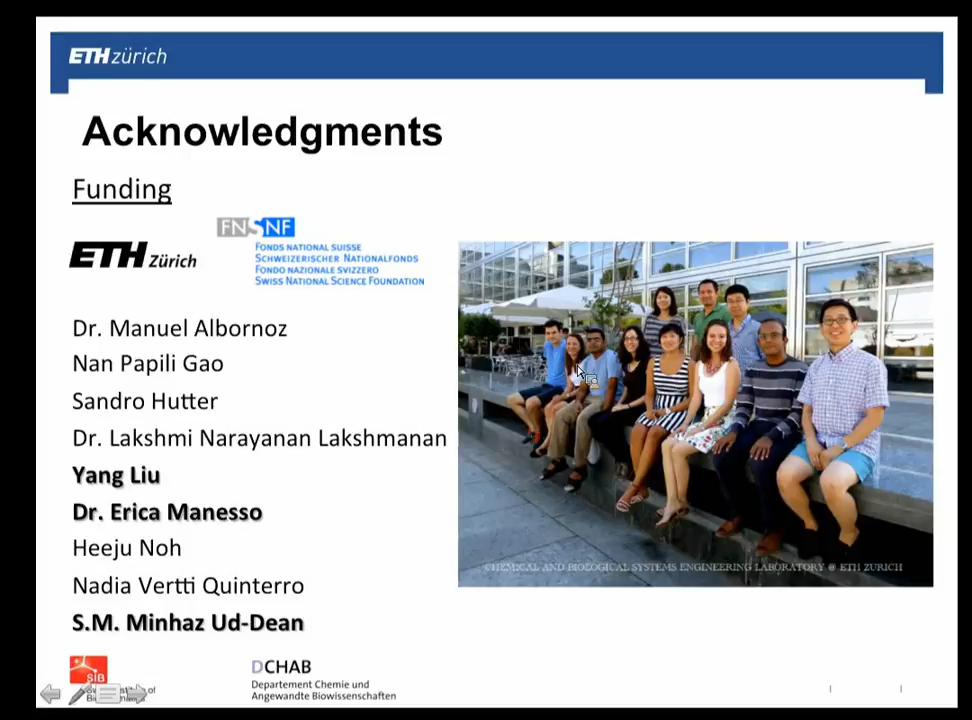 ETH zürich
Acknowledgments
Funding
FNSNF
ETH Zürich
FONDS NATIONAL SUISSE
SCHWEIZERISCHER NATIONALFONDS
FONDO NAZIONALE SVIZZERO
SWISS NATIONAL SCIENCE FOUNDATION
Dr. Manuel Albornoz
Nan Papili Gao
Sandro Hutter
Dr. Lakshmi Narayanan Lakshmanan
Yang Liu
Dr. Erica Manesso
Heeju Noh
Nadia Vertti Quinterro
S.M. Minhaz Ud-Dean
CHEMICAL AND BIOLOGICAL SYSTEMS ENGINEERING LABORATORY @ ETH ZURICH
SIB
DCHAB
Departement Chemie und
Angewandte Biowissenschaften